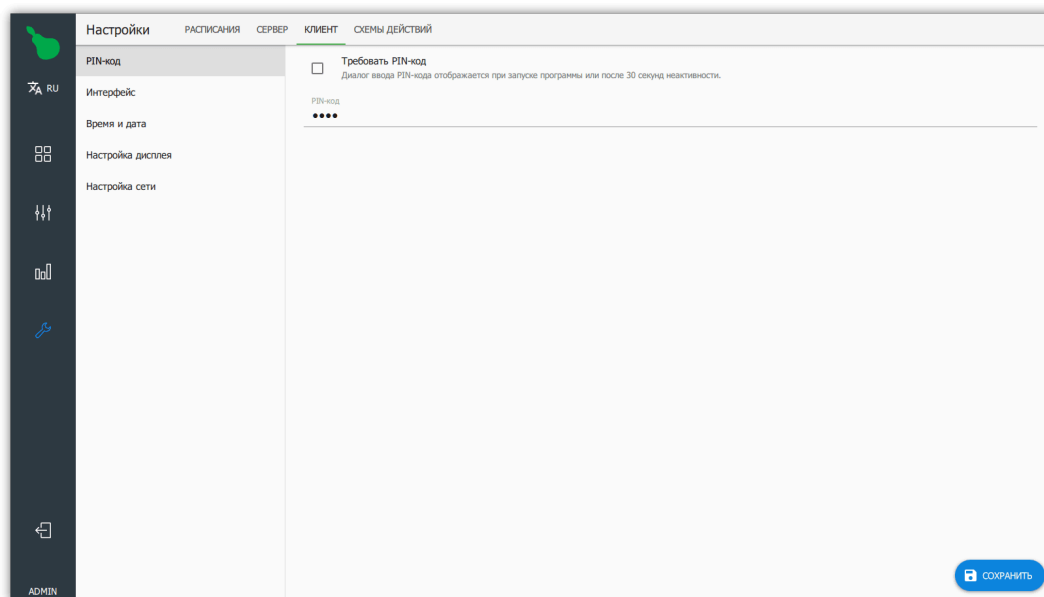 Настройки РАСПИСАНИЯ СЕРВЕР КЛИЕНТ СХЕМЫ ДЕЙСТВИЙ
RU
PIN-код
Интерфейс
Время и дата
Настройка дисплея
Настройка сети
Требовать PIN-код
Диалог ввода PIN-кода отображается при запуске программы или после 30 секунд неактивности.
PIN-код
••••
СОХРАНИТЬ
ADMIN